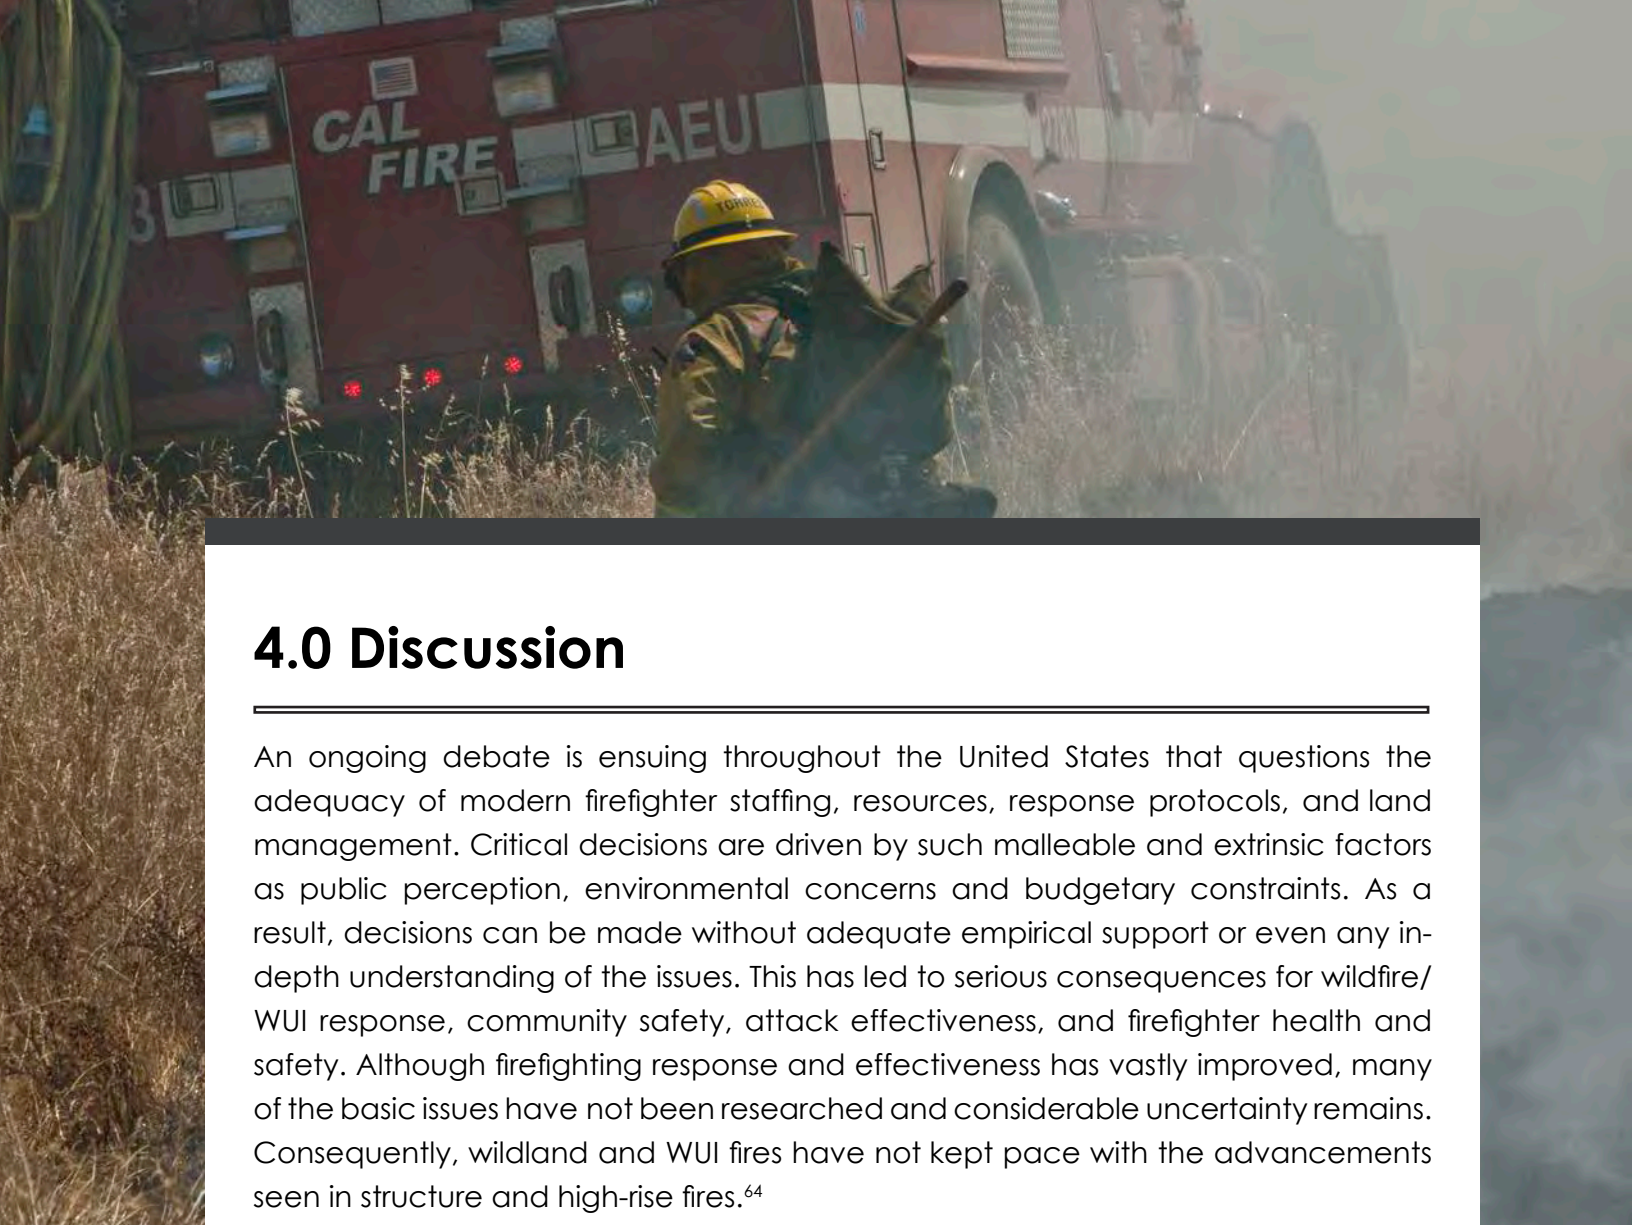 CAL
FIRE
AEU
3
4.0 Discussion
An ongoing debate is ensuing throughout the United States that questions the
adequacy of modern firefighter staffing, resources, response protocols, and land
management. Critical decisions are driven by such malleable and extrinsic factors
as public perception, environmental concerns and budgetary constraints. As a
result, decisions can be made without adequate empirical support or even any in-
depth understanding of the issues. This has led to serious consequences for wildfire/
WUI response, community safety, attack effectiveness, and firefighter health and
safety. Although firefighting response and effectiveness has vastly improved, many
of the basic issues have not been researched and considerable uncertainty remains.
Consequently, wildland and WUI fires have not kept pace with the advancements
seen in structure and high-rise fires.64